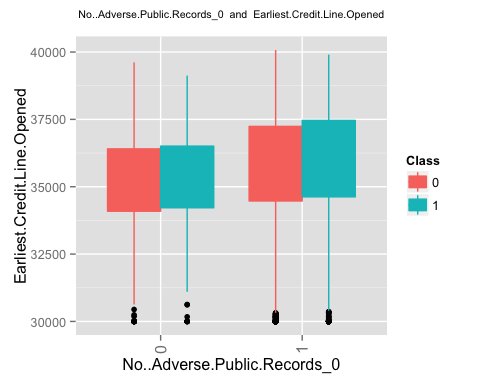 No..Adverse.Public.Records_0 and Earliest.Credit.Line.Opened
Earliest.Credit.Line.Opened
40000
37500
35000
32500
30000
0
1
No..Adverse.Public.Records_0
Class
0
1